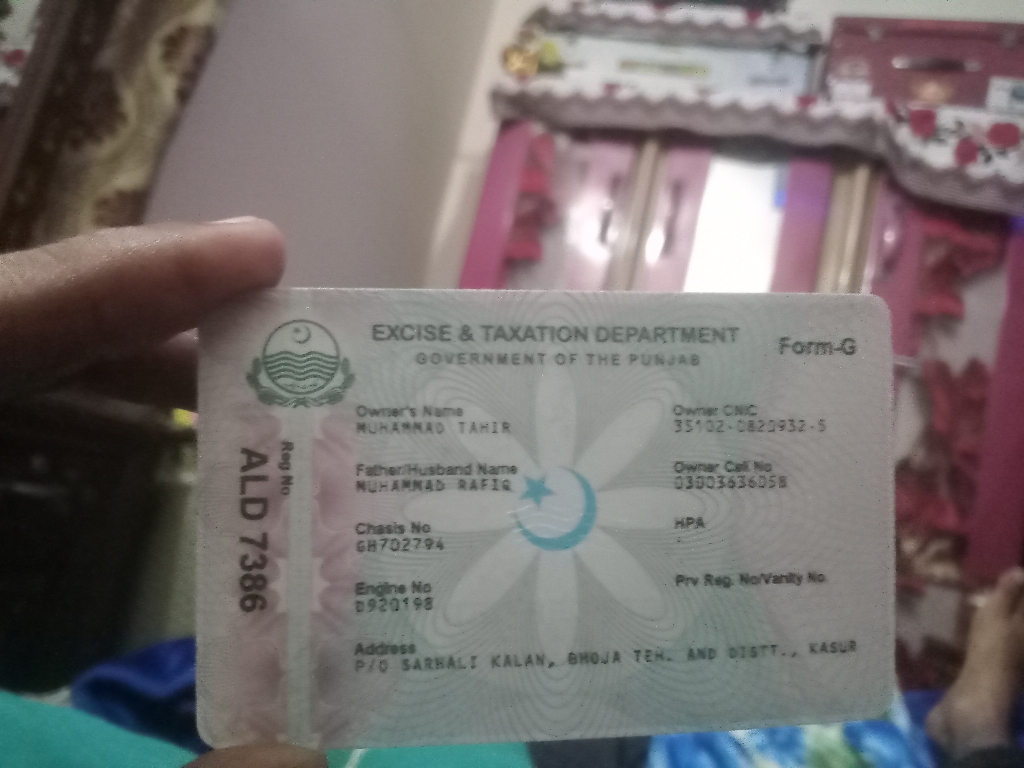 EXCISE & TAXATION DEPARTMENT
GOVERNMENT OF THE PUNJAB
Form-G
Reg No
ALD 7386
Owner's Name
MUHAMMAD TAHIR
Owner CNIC
35102-0820932-5
Father/Husband Name
MUHAMMAD RAFIQ
Owner Cell No
03003636058
Chasis No
GH702794
HPA
Engine No
D920198
Prv Reg. No/Vanity No
Address
P/O SARHALI KALAN, BHOJA TEH. AND DISTT., KASUR